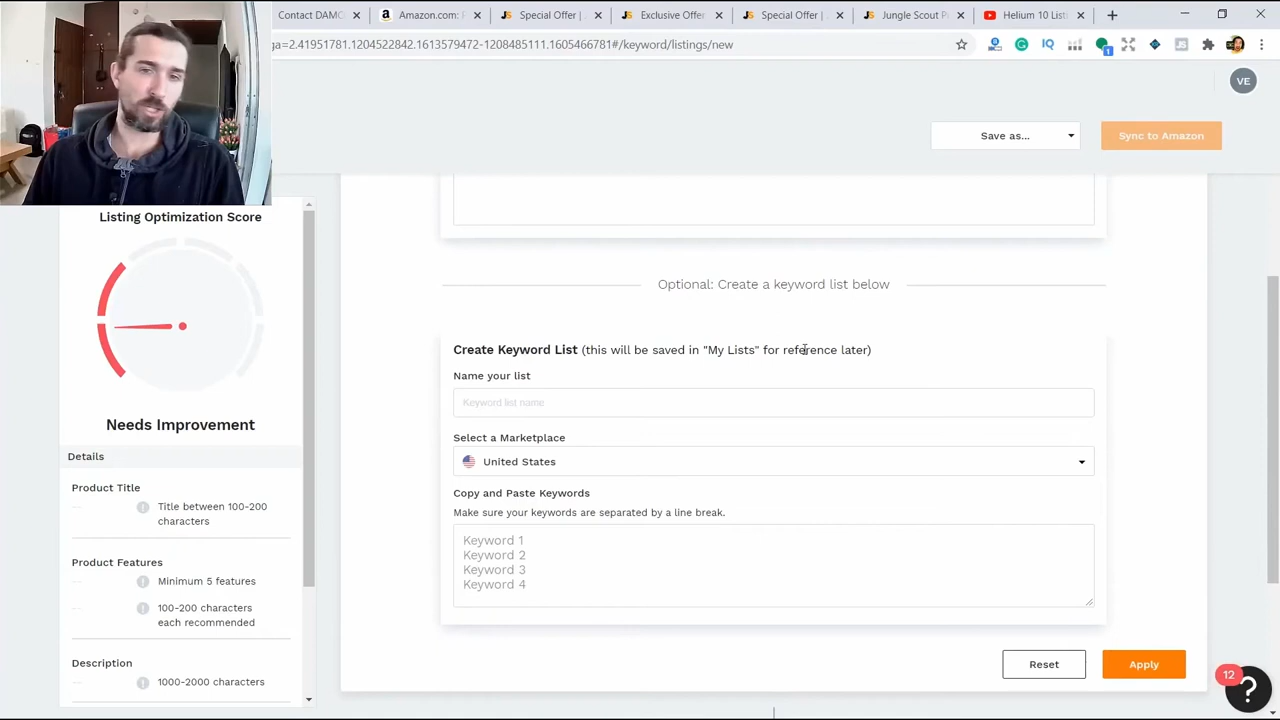 Contact DAMO
Amazon.com:
Special Offer
Exclusive Offer
Special Offer |
Jungle Scout P
Helium 10 Listi
ga=2.41951781.1204522842.1613579472-1208485111.1605466781#/keyword/listings/new
VE
Save as...
Sync to Amazon
Listing Optimization Score
Needs Improvement
Details
Product Title
Title between 100-200
characters
Product Features
Minimum 5 features
100-200 characters
each recommended
Description
1000-2000 characters
Optional: Create a keyword list below
Create Keyword List (this will be saved in "My Lists" for reference later)
Name your list
Keyword list name
Select a Marketplace
United States
Copy and Paste Keywords
Make sure your keywords are separated by a line break.
Keyword 1
Keyword 2
Keyword 3
Keyword 4
Reset
Apply
12
?